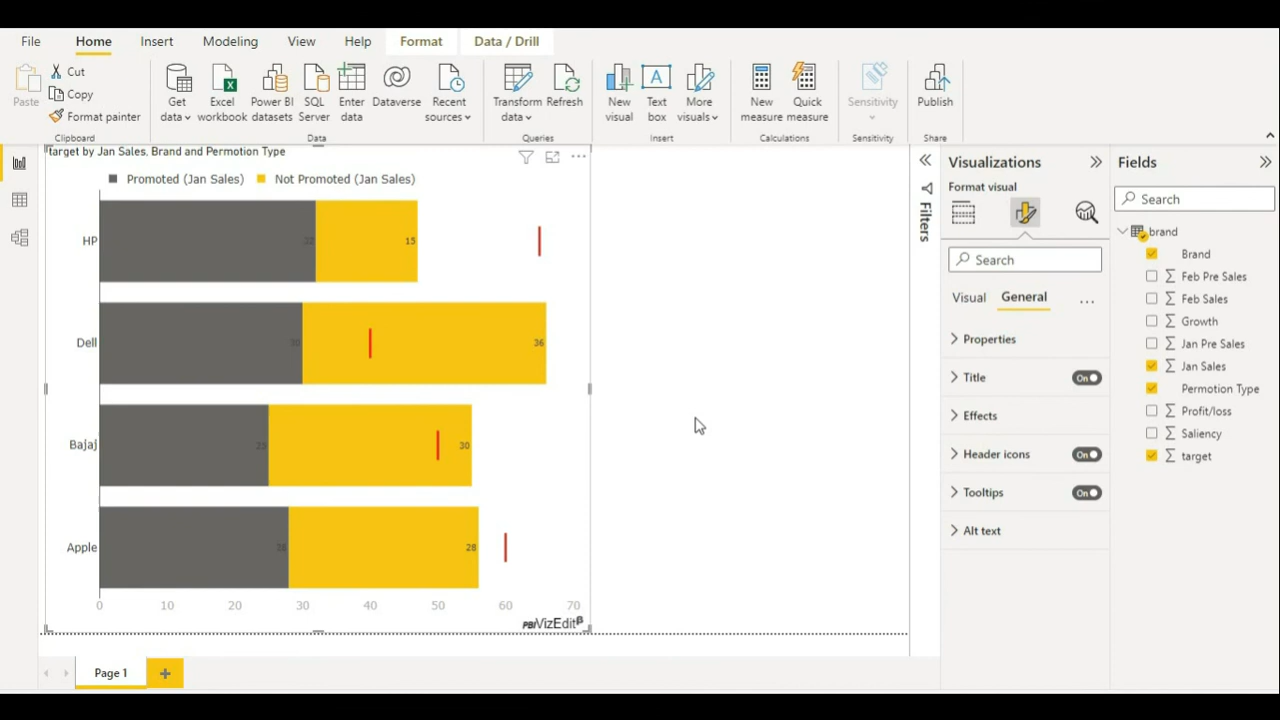 File Home Insert Modeling View Help Format Data / Drill
Paste Cut Copy Format painter
Get data Excel workbook Power BI datasets SQL Server Enter data Dataverse Recent sources
Transform data Refresh
New visual Text box More visuals
New measure Quick measure
Sensitivity
Publish
Clipboard Data Queries Insert Calculations Sensitivity Share
target by Jan Sales, Brand and Permotion Type
Promoted (Jan Sales) Not Promoted (Jan Sales)
HP 32 15
Dell 30 36
Bajaj 25 30
Apple 28 28
0 10 20 30 40 50 60 70
PBIVizEditβ
Page 1
Filters
Visualizations
Format visual
Search
Visual General
Properties
Title On
Effects
Header icons On
Tooltips On
Alt text
Fields
Search
brand
Brand
Feb Pre Sales
Feb Sales
Growth
Jan Pre Sales
Jan Sales
Permotion Type
Profit/loss
Saliency
target